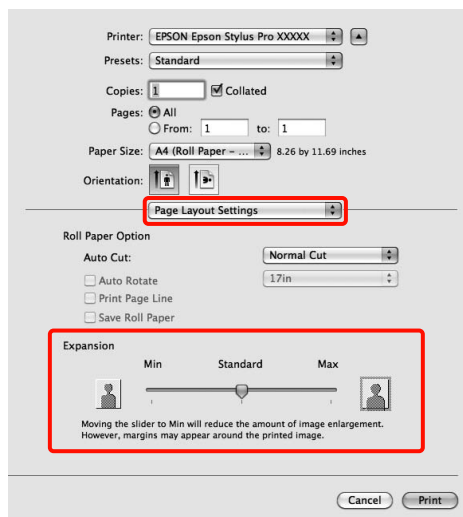 Printer: EPSON Epson Stylus Pro XXXXX
Presets: Standard
Copies: 1 Collated
Pages: All
From: 1 to: 1
Paper Size: A4 (Roll Paper – ... 8.26 by 11.69 inches
Orientation:
Page Layout Settings
Roll Paper Option
Auto Cut: Normal Cut
Auto Rotate 17in
Print Page Line
Save Roll Paper
Expansion
Min Standard Max
Moving the slider to Min will reduce the amount of image enlargement.
However, margins may appear around the printed image.
Cancel Print